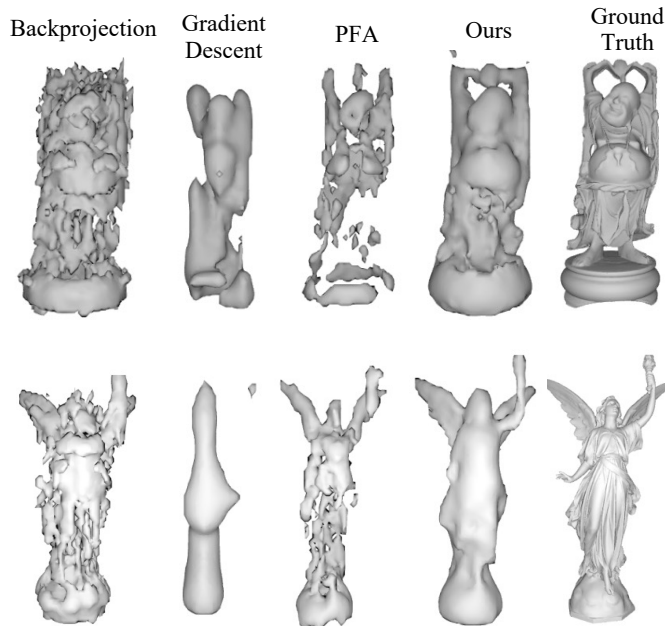 Backprojection
Gradient
Descent
PFA
Ours
Ground
Truth